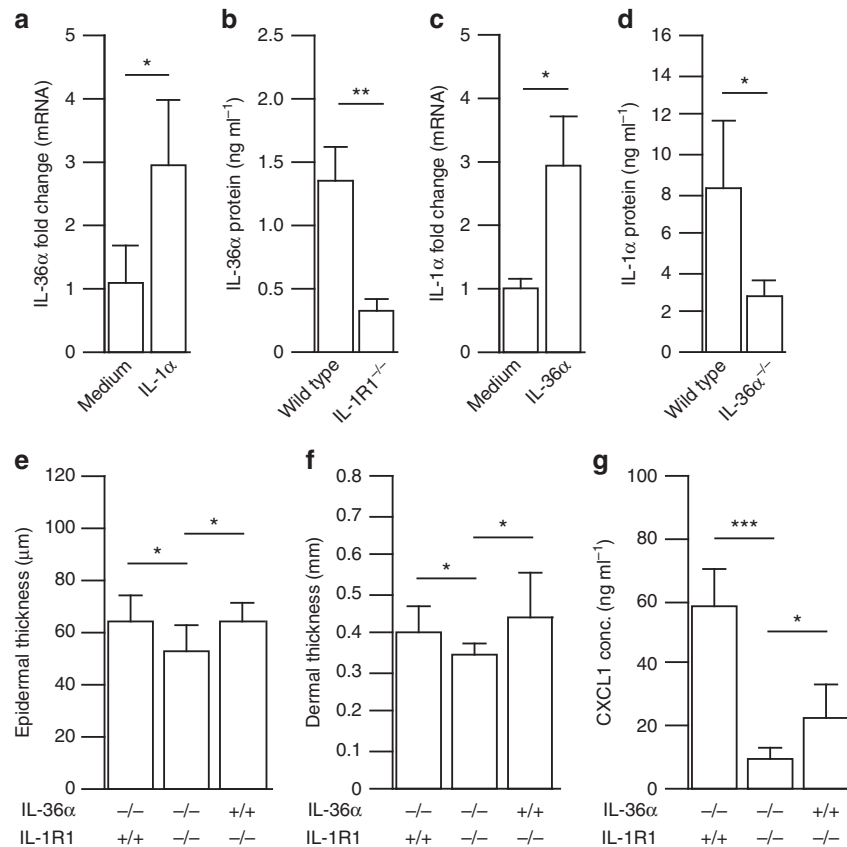 a
5
4
3
2
1
0
IL-36α fold change (mRNA)
*
Medium
IL-1α
b
2.5
2.0
1.5
1.0
0.5
0
IL-36α protein (ng ml⁻¹)
**
Wild type
IL-1R1⁻/⁻
c
5
4
3
2
1
0
IL-1α fold change (mRNA)
*
Medium
IL-36α
d
16
14
12
10
8
6
4
2
0
IL-1α protein (ng ml⁻¹)
*
Wild type
IL-36α⁻/⁻
e
120
100
80
60
40
20
0
Epidermal thickness (μm)
*
*
IL-36α –/– –/– +/+
IL-1R1 +/+ –/– –/–
f
0.8
0.7
0.6
0.5
0.4
0.3
0.2
0.1
0
Dermal thickness (mm)
*
*
IL-36α –/– –/– +/+
IL-1R1 +/+ –/– –/–
g
100
80
60
40
20
0
CXCL1 conc. (ng ml⁻¹)
***
*
IL-36α –/– –/– +/+
IL-1R1 +/+ –/– –/–